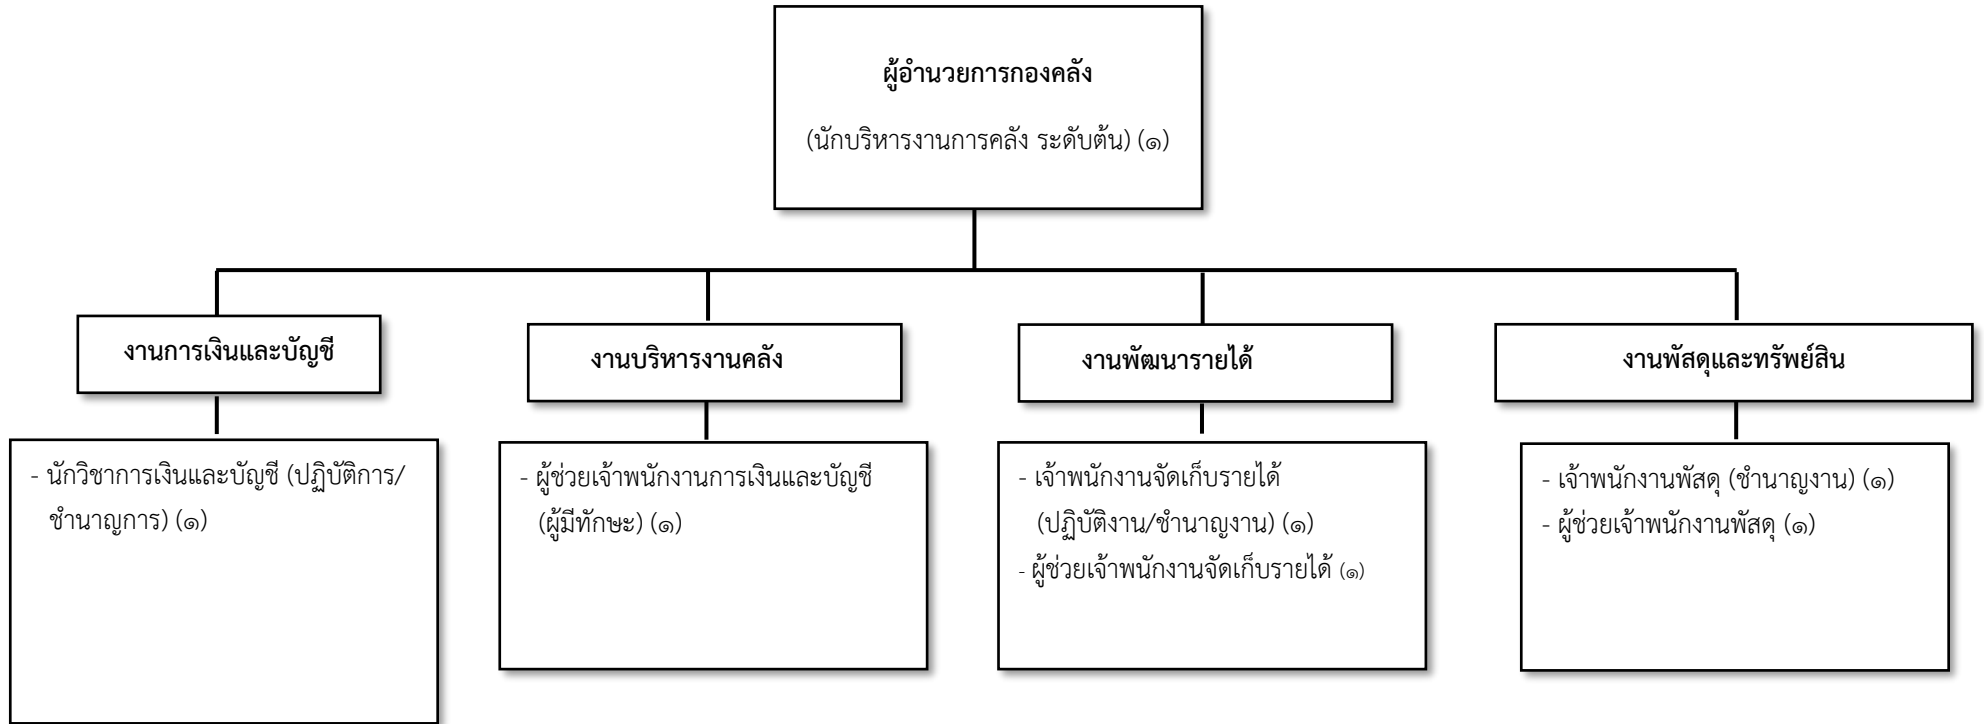 ผู้อำนวยการกองคลัง
(นักบริหารงานการคลัง ระดับต้น) (๑)
งานการเงินและบัญชี
งานบริหารงานคลัง
งานพัฒนารายได้
งานพัสดุและทรัพย์สิน
- นักวิชาการเงินและบัญชี (ปฏิบัติการ/
ชำนาญการ) (๑)
- ผู้ช่วยเจ้าพนักงานการเงินและบัญชี
(ผู้มีทักษะ) (๑)
- เจ้าพนักงานจัดเก็บรายได้
(ปฏิบัติงาน/ชำนาญงาน) (๑)
- ผู้ช่วยเจ้าพนักงานจัดเก็บรายได้ (๑)
- เจ้าพนักงานพัสดุ (ชำนาญงาน) (๑)
- ผู้ช่วยเจ้าพนักงานพัสดุ (๑)